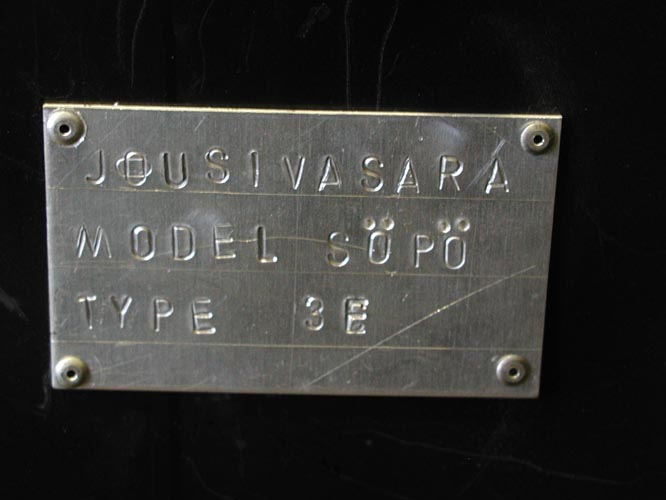 JOUSIVASARA
MODEL SÖPÖ
TYPE 3E